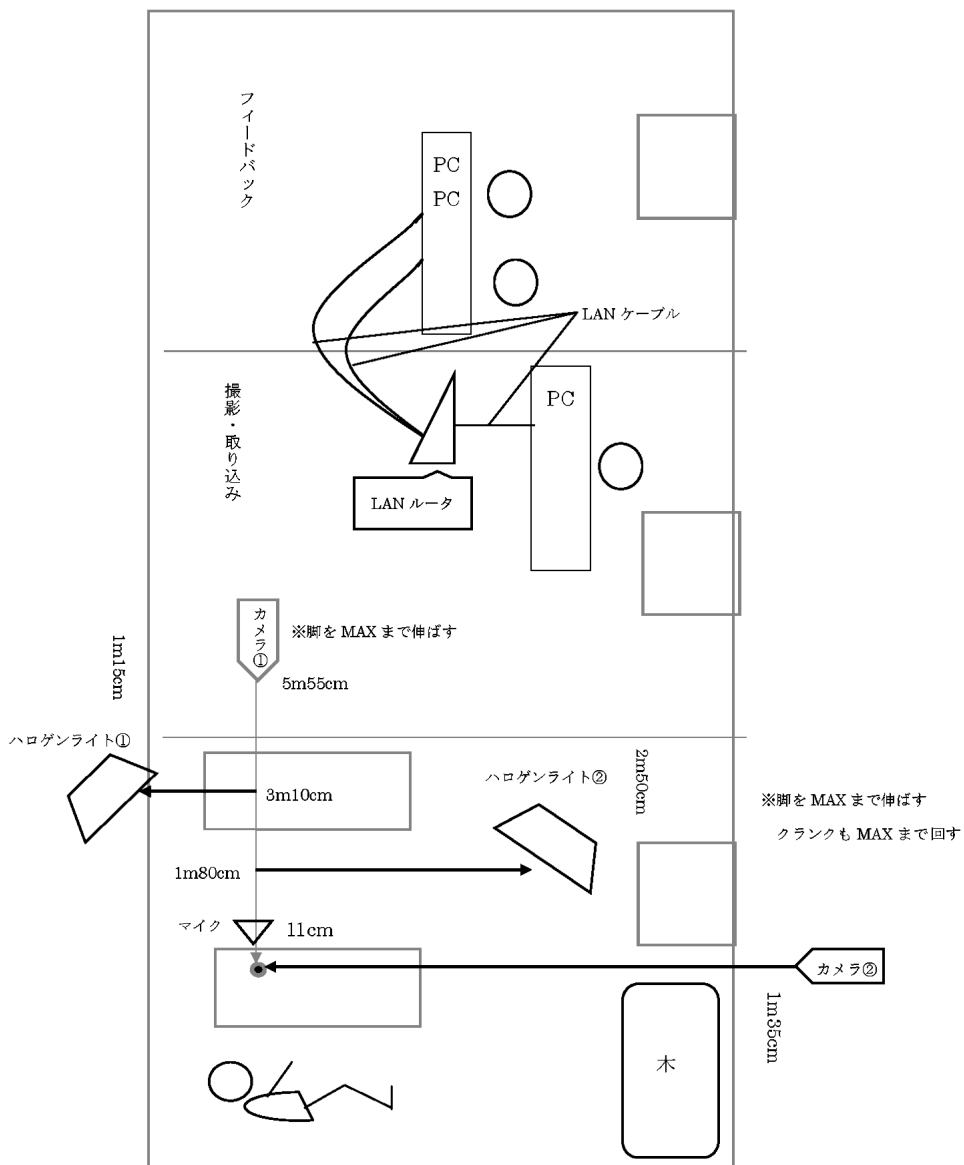 フィードバック
PC
PC
LAN ケーブル
撮影・取り込み
PC
LAN ルータ
カメラ①
※脚を MAX まで伸ばす
5m55cm
1m15cm
ハロゲンライト①
3m10cm
ハロゲンライト②
2m50cm
※脚を MAX まで伸ばす
クランクも MAX まで回す
1m80cm
マイク
11cm
カメラ②
1m35cm
木